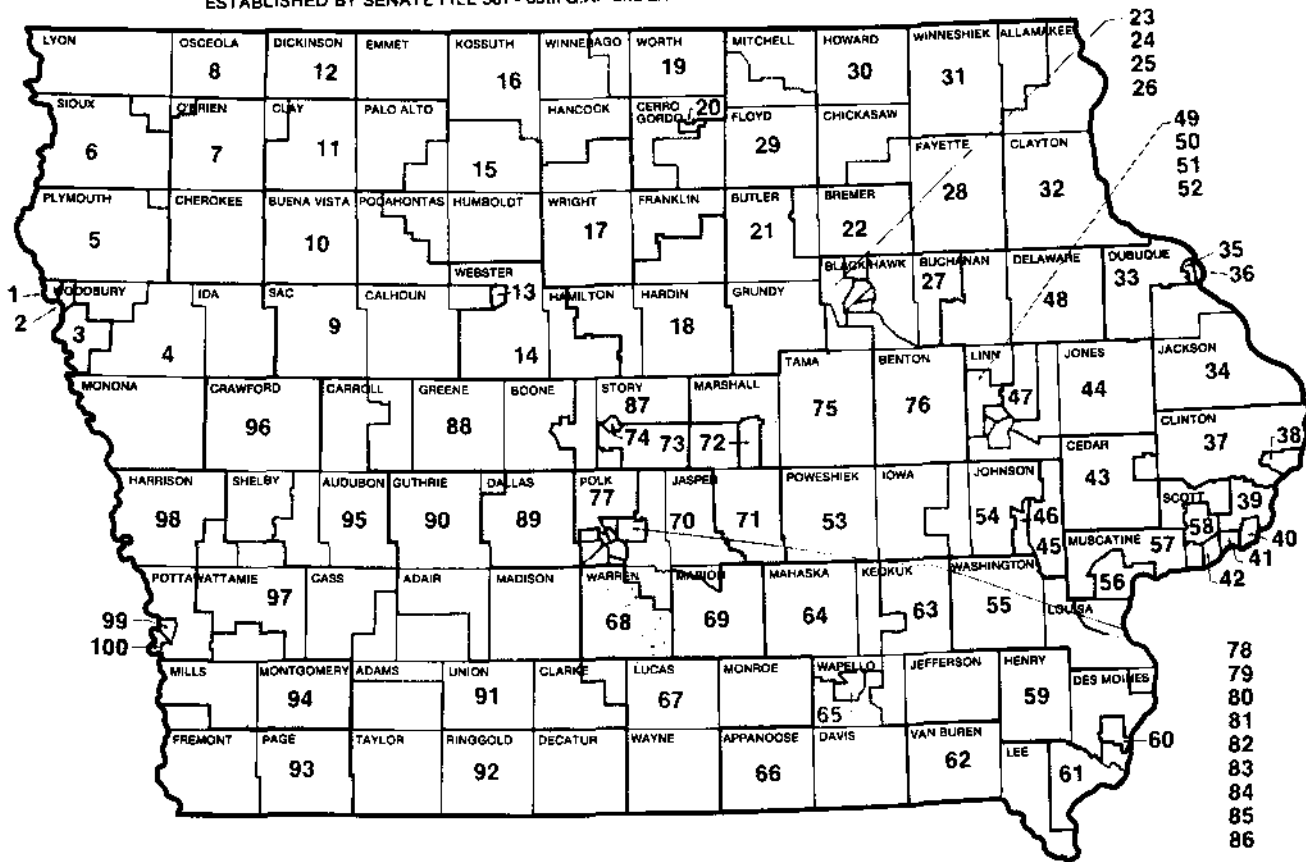 ESTABLISHED BY SENATE FILE
LYON OSCEOLA DICKINSON EMMET KOSSUTH WINNEBAGO WORTH MITCHELL HOWARD WINNESHIEK ALLAMAKEE 23
8 12 16 19 30 31 24
25
26
SIOUX O'BRIEN CLAY PALO ALTO HANCOCK CERRO GORDO 20 FLOYD CHICKASAW 49
6 7 11 15 29 FAYETTE CLAYTON 50
28 32 51
52
PLYMOUTH CHEROKEE BUENA VISTA POCAHONTAS HUMBOLDT WRIGHT FRANKLIN BUTLER BREMER
5 10 17 21 22
WEBSTER BLACK HAWK BUCHANAN DELAWARE DUBUQUE 35
27 48 33 36
1 WOODBURY IDA SAC CALHOUN 13 HAMILTON HARDIN GRUNDY
2 3 4 9 14 18
TAMA BENTON LINN JONES JACKSON
75 76 47 44 34
MONONA CRAWFORD CARROLL GREENE BOONE STORY MARSHALL
96 88 87 74 73 72
CLINTON
37 38
CEDAR
43
HARRISON SHELBY AUDUBON GUTHRIE DALLAS POLK JASPER POWESHIEK IOWA JOHNSON SCOTT
98 95 90 89 77 70 71 53 54 46 45 58 39 40 41 42
MUSCATINE 57
56
POTTAWATTAMIE CASS ADAIR MADISON WARREN MARION MAHASKA KEOKUK WASHINGTON LOUISA
97 68 69 64 63 55
99
100
MILLS MONTGOMERY ADAMS UNION CLARKE LUCAS MONROE WAPELLO JEFFERSON HENRY DES MOINES
94 91 67 65 59 60
FREMONT PAGE TAYLOR RINGGOLD DECATUR WAYNE APPANOOSE DAVIS VAN BUREN LEE
93 92 66 62 61
78
79
80
81
82
83
84
85
86